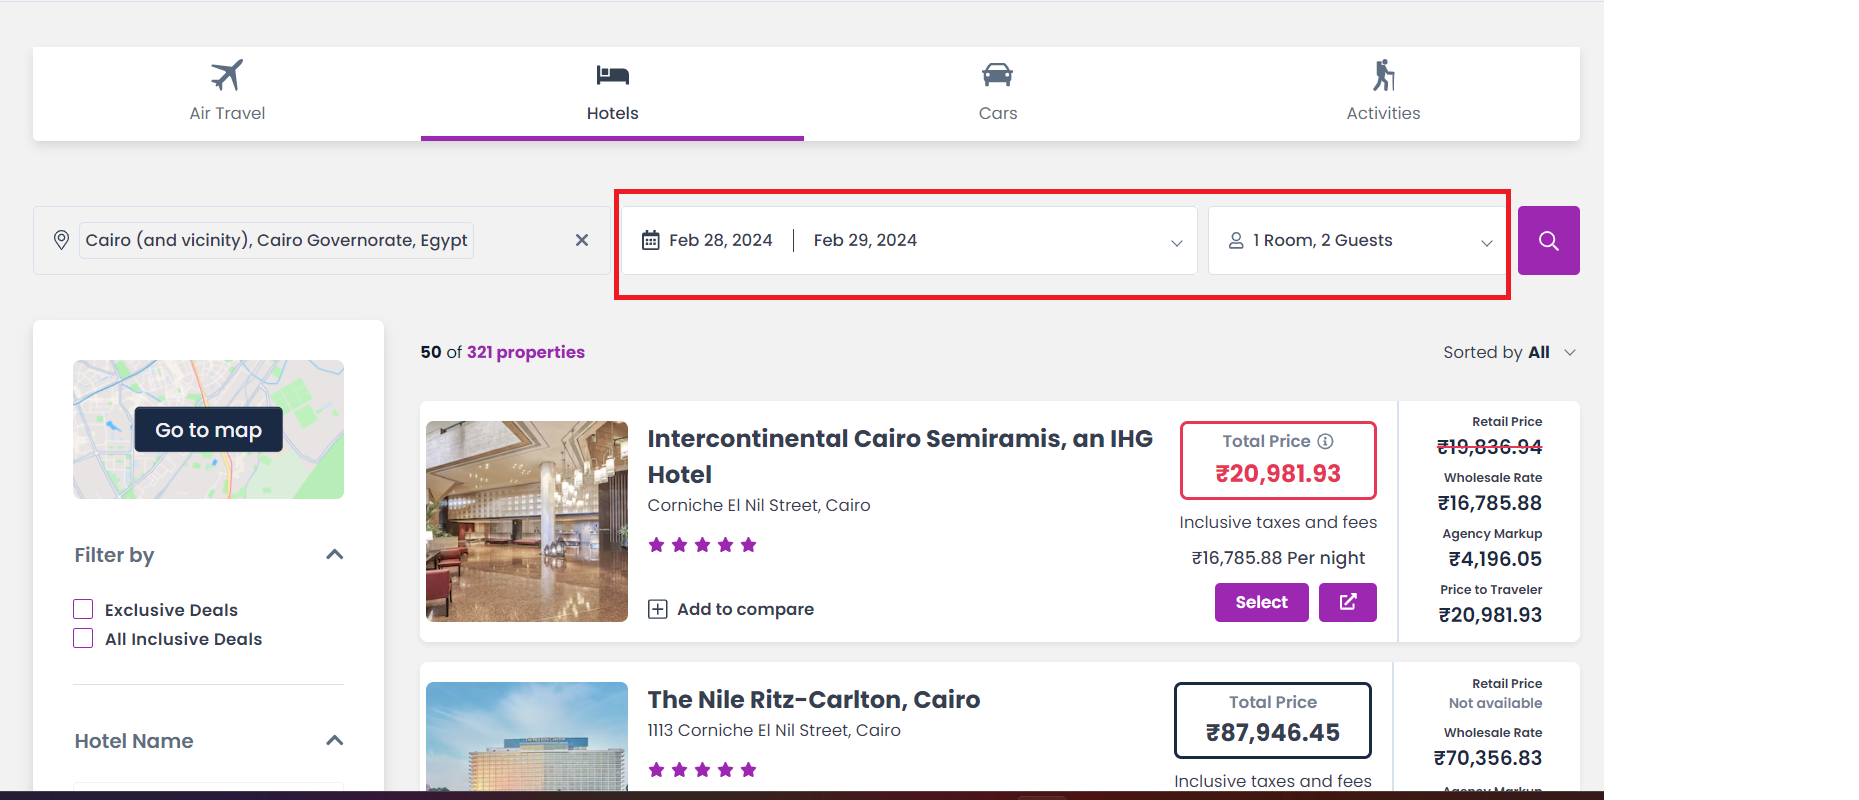 Air Travel
Hotels
Cars
Activities
Cairo (and vicinity), Cairo Governorate, Egypt
Feb 28, 2024
Feb 29, 2024
1 Room, 2 Guests
50 of 321 properties
Sorted by All
Go to map
Filter by
Exclusive Deals
All Inclusive Deals
Hotel Name
Intercontinental Cairo Semiramis, an IHG
Hotel
Corniche El Nil Street, Cairo
Add to compare
Total Price
₹20,981.93
Inclusive taxes and fees
₹16,785.88 Per night
Select
Retail Price
₹19,836.94
Wholesale Rate
₹16,785.88
Agency Markup
₹4,196.05
Price to Traveler
₹20,981.93
The Nile Ritz-Carlton, Cairo
1113 Corniche El Nil Street, Cairo
Total Price
₹87,946.45
Inclusive taxes and fees
Retail Price
Not available
Wholesale Rate
₹70,356.83
Agency Markup